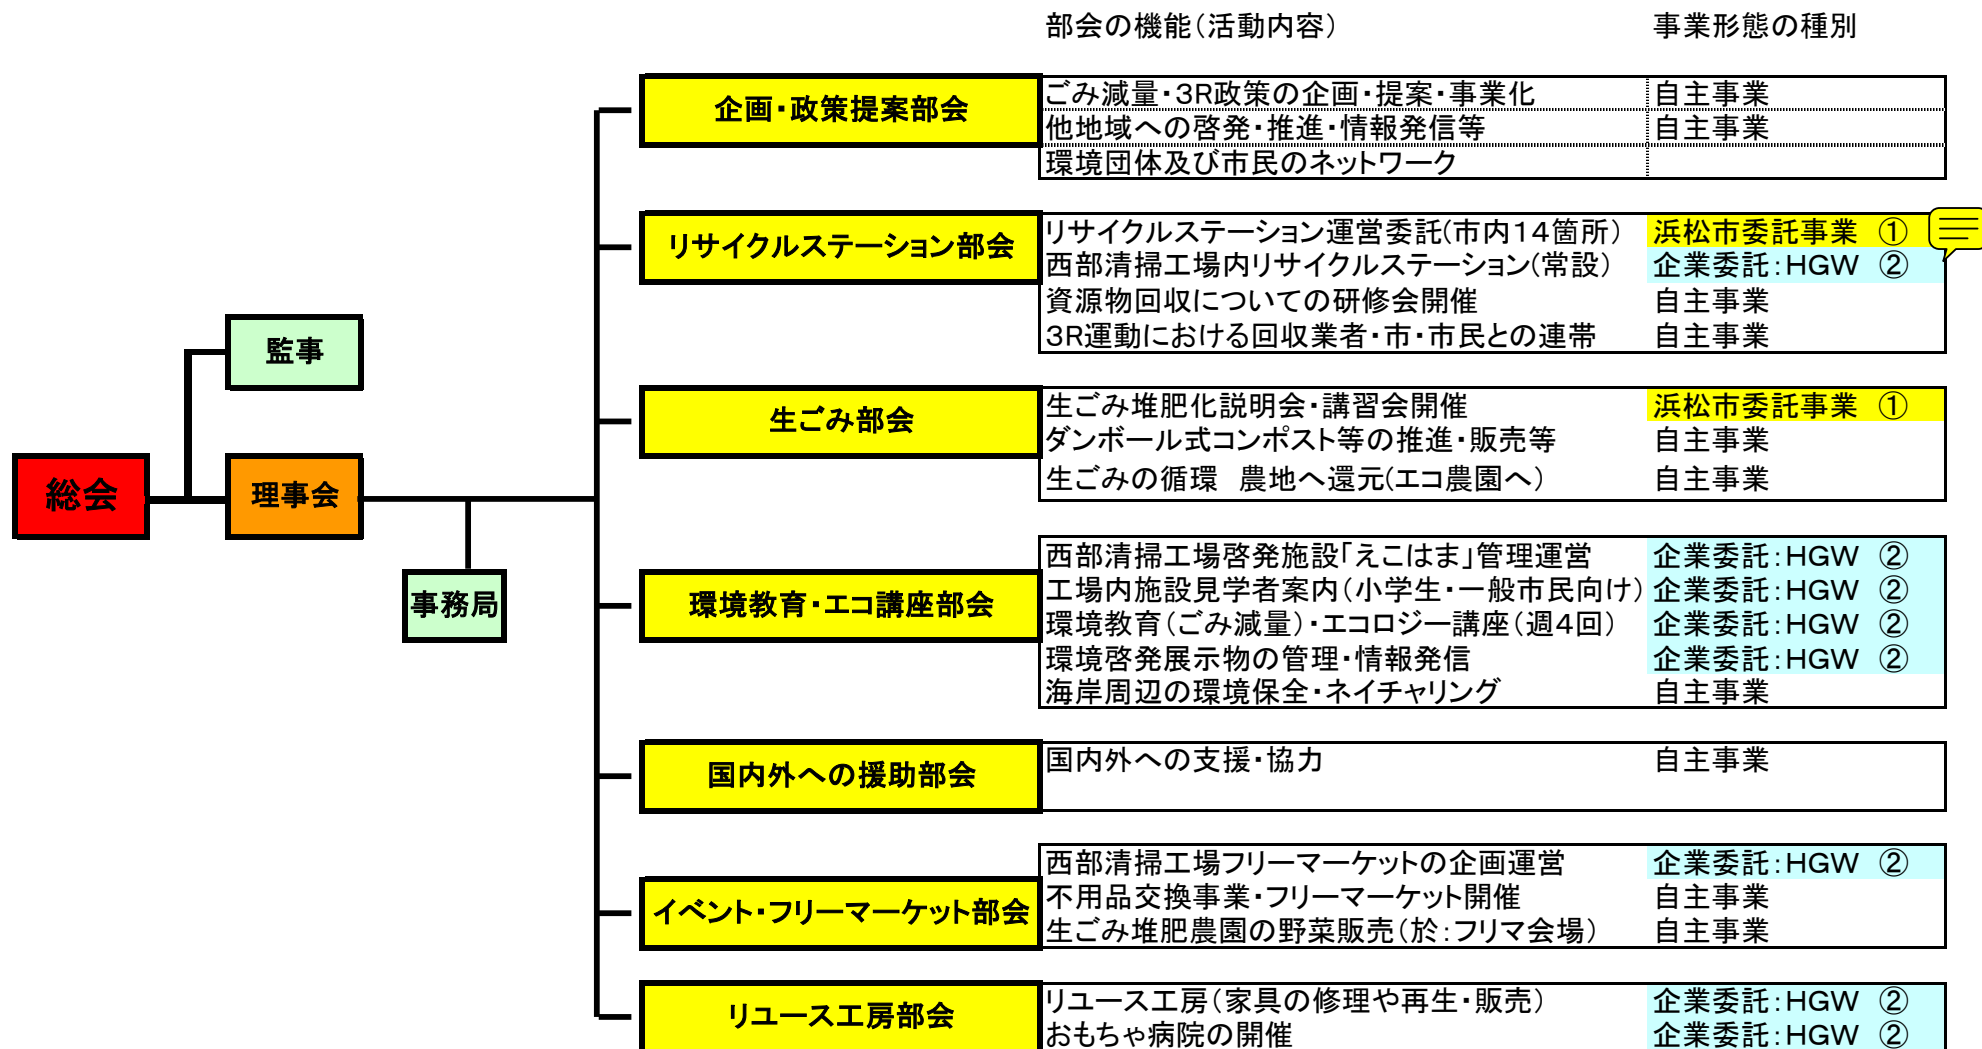 部会の機能(活動内容) 事業形態の種別
企画・政策提案部会
ごみ減量・3R政策の企画・提案・事業化 自主事業
他地域への啓発・推進・情報発信等 自主事業
環境団体及び市民のネットワーク
リサイクルステーション部会
リサイクルステーション運営委託(市内14箇所) 浜松市委託事業 ①
西部清掃工場内リサイクルステーション(常設) 企業委託:HGW ②
資源物回収についての研修会開催 自主事業
3R運動における回収業者・市・市民との連帯 自主事業
監事
生ごみ部会
生ごみ堆肥化説明会・講習会開催 浜松市委託事業 ①
ダンボール式コンポスト等の推進・販売等 自主事業
生ごみの循環 農地へ還元(エコ農園へ) 自主事業
総会
理事会
事務局
環境教育・エコ講座部会
西部清掃工場啓発施設「えこはま」管理運営 企業委託:HGW ②
工場内施設見学者案内(小学生・一般市民向け) 企業委託:HGW ②
環境教育(ごみ減量)・エコロジー講座(週4回) 企業委託:HGW ②
環境啓発展示物の管理・情報発信 企業委託:HGW ②
海岸周辺の環境保全・ネイチャリング 自主事業
国内外への援助部会
国内外への支援・協力 自主事業
イベント・フリーマーケット部会
西部清掃工場フリーマーケットの企画運営 企業委託:HGW ②
不用品交換事業・フリーマーケット開催 自主事業
生ごみ堆肥農園の野菜販売(於:フリマ会場) 自主事業
リユース工房部会
リユース工房(家具の修理や再生・販売) 企業委託:HGW ②
おもちゃ病院の開催 企業委託:HGW ②